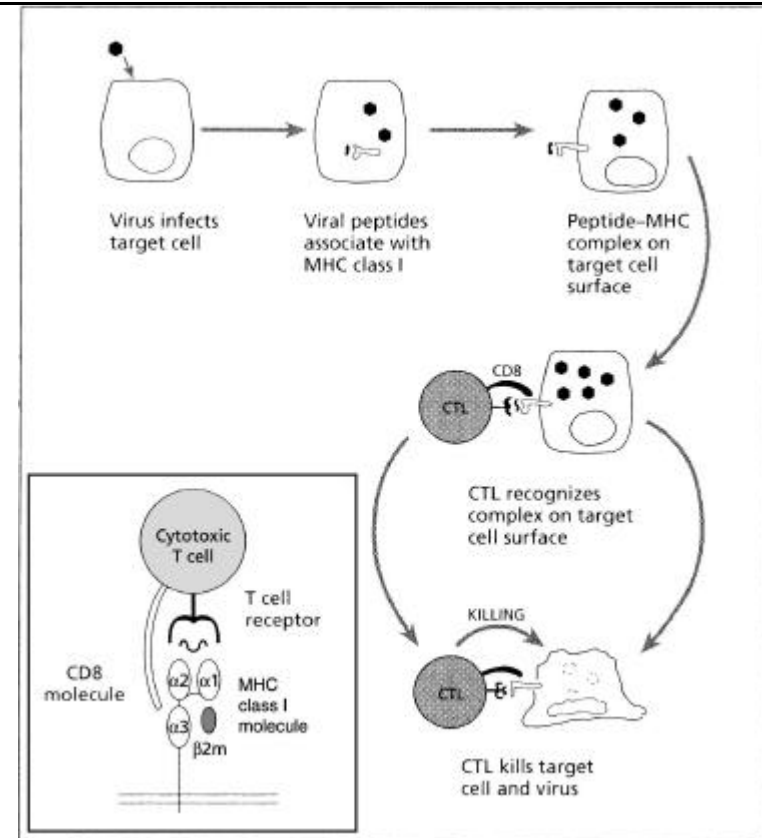 Virus infects
target cell
Viral peptides
associate with
MHC class I
Peptide–MHC
complex on
target cell
surface
CD8
CTL
CTL recognizes
complex on target
cell surface
KILLING
CTL
CTL kills target
cell and virus
Cytotoxic
T cell
T cell
receptor
CD8
molecule
α2
α1
MHC
class I
molecule
α3
β2m